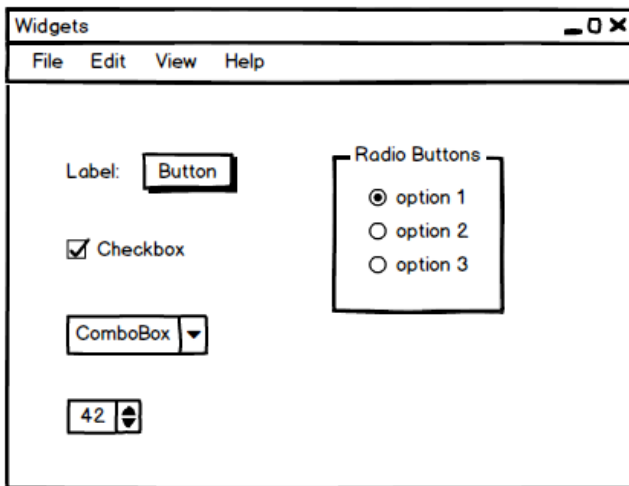 Widgets
File Edit View Help
Label: Button
Checkbox
ComboBox
42
Radio Buttons
option 1
option 2
option 3